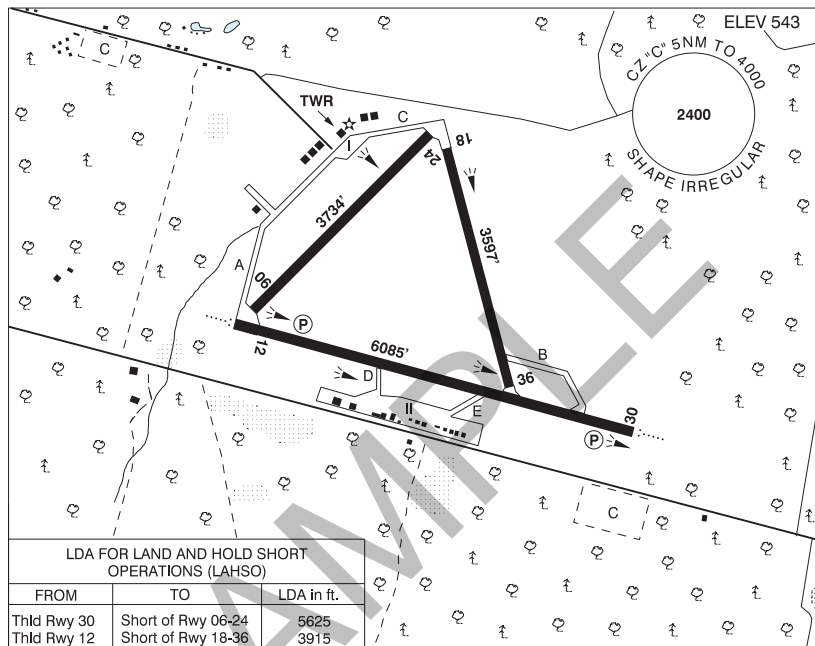 ELEV 543
CZ "C" 5NM TO 4000
2400
SHAPE IRREGULAR
C
TWR
C
I
18
24
3734'
3597'
A
06
P
12
6085'
B
D
36
II
E
30
P
C
AMPLE
LDA FOR LAND AND HOLD SHORT
OPERATIONS (LAHSO)
FROM TO LDA in ft.
Thld Rwy 30 Short of Rwy 06-24 5625
Thld Rwy 12 Short of Rwy 18-36 3915